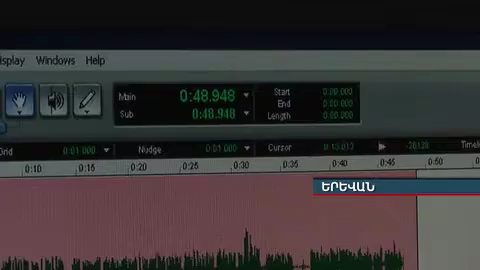 isplay Windows Help
Main 0:48.948
Sub 0:48.948
Start 0:00.000
End 0:00.000
Length 0:00.000
Grid 0:01.000 Nudge 0:01.000 Cursor
0:10 0:15 0:20 0:25 0:30 0:35 0:40 0:45 0:50
ԵՐԵՎԱՆ